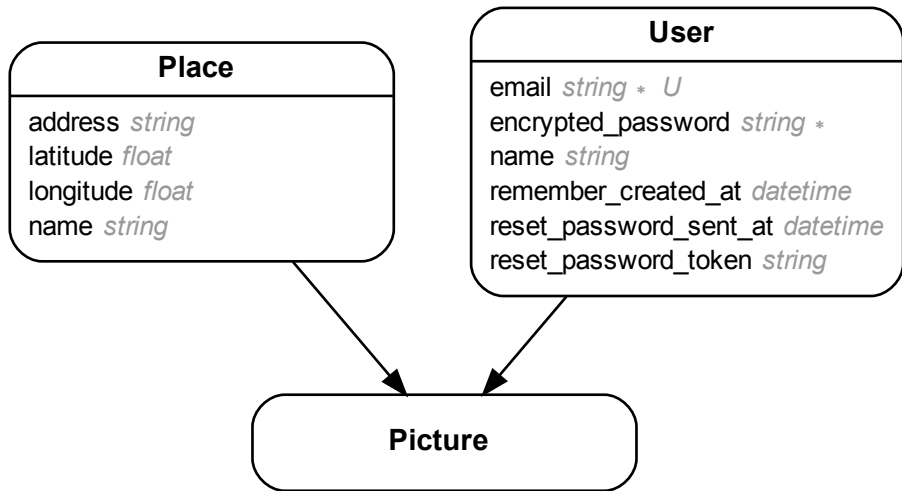 Place
address string
latitude float
longitude float
name string
User
email string * U
encrypted_password string *
name string
remember_created_at datetime
reset_password_sent_at datetime
reset_password_token string
Picture